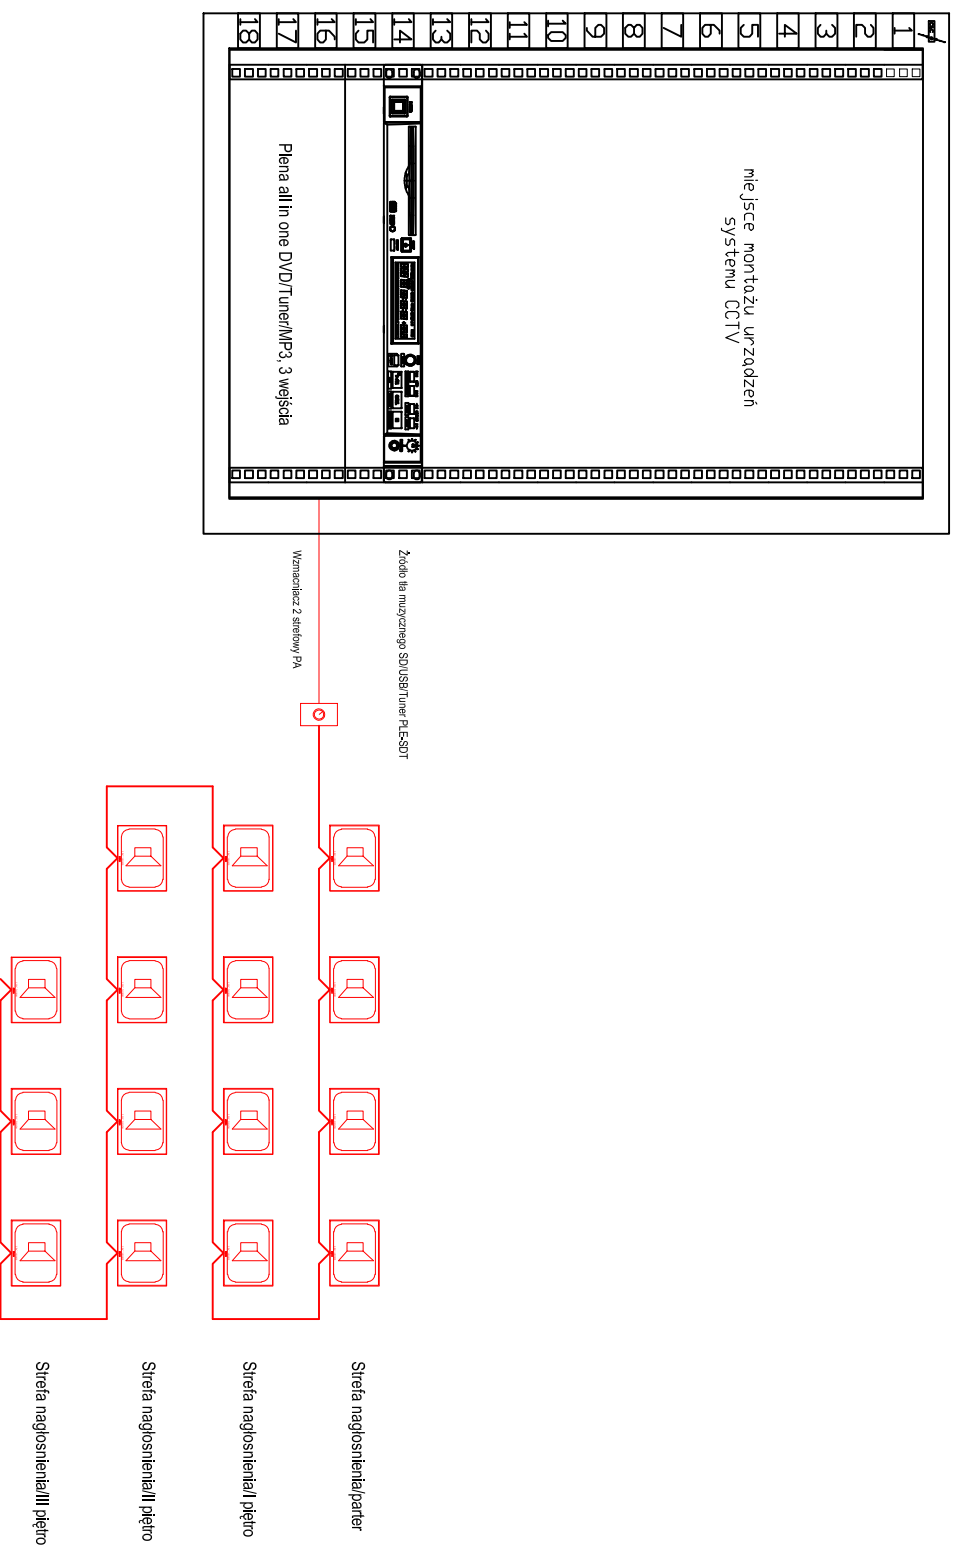 1
2
3
4
5
6
7
8
9
10
11
12
13
14
15
16
17
18
miejsce montażu urządzeń
systemu CCTV
Plena all in one DVD/Tuner/MP3, 3 wejścia
Źródło tła muzycznego SD/USB/Tuner PLE-SDT
Wzmacniacz 2 strefowy PA
Strefa nagłosnienia/parter
Strefa nagłosnienia/I piętro
Strefa nagłosnienia/II piętro
Strefa nagłosnienia/III piętro